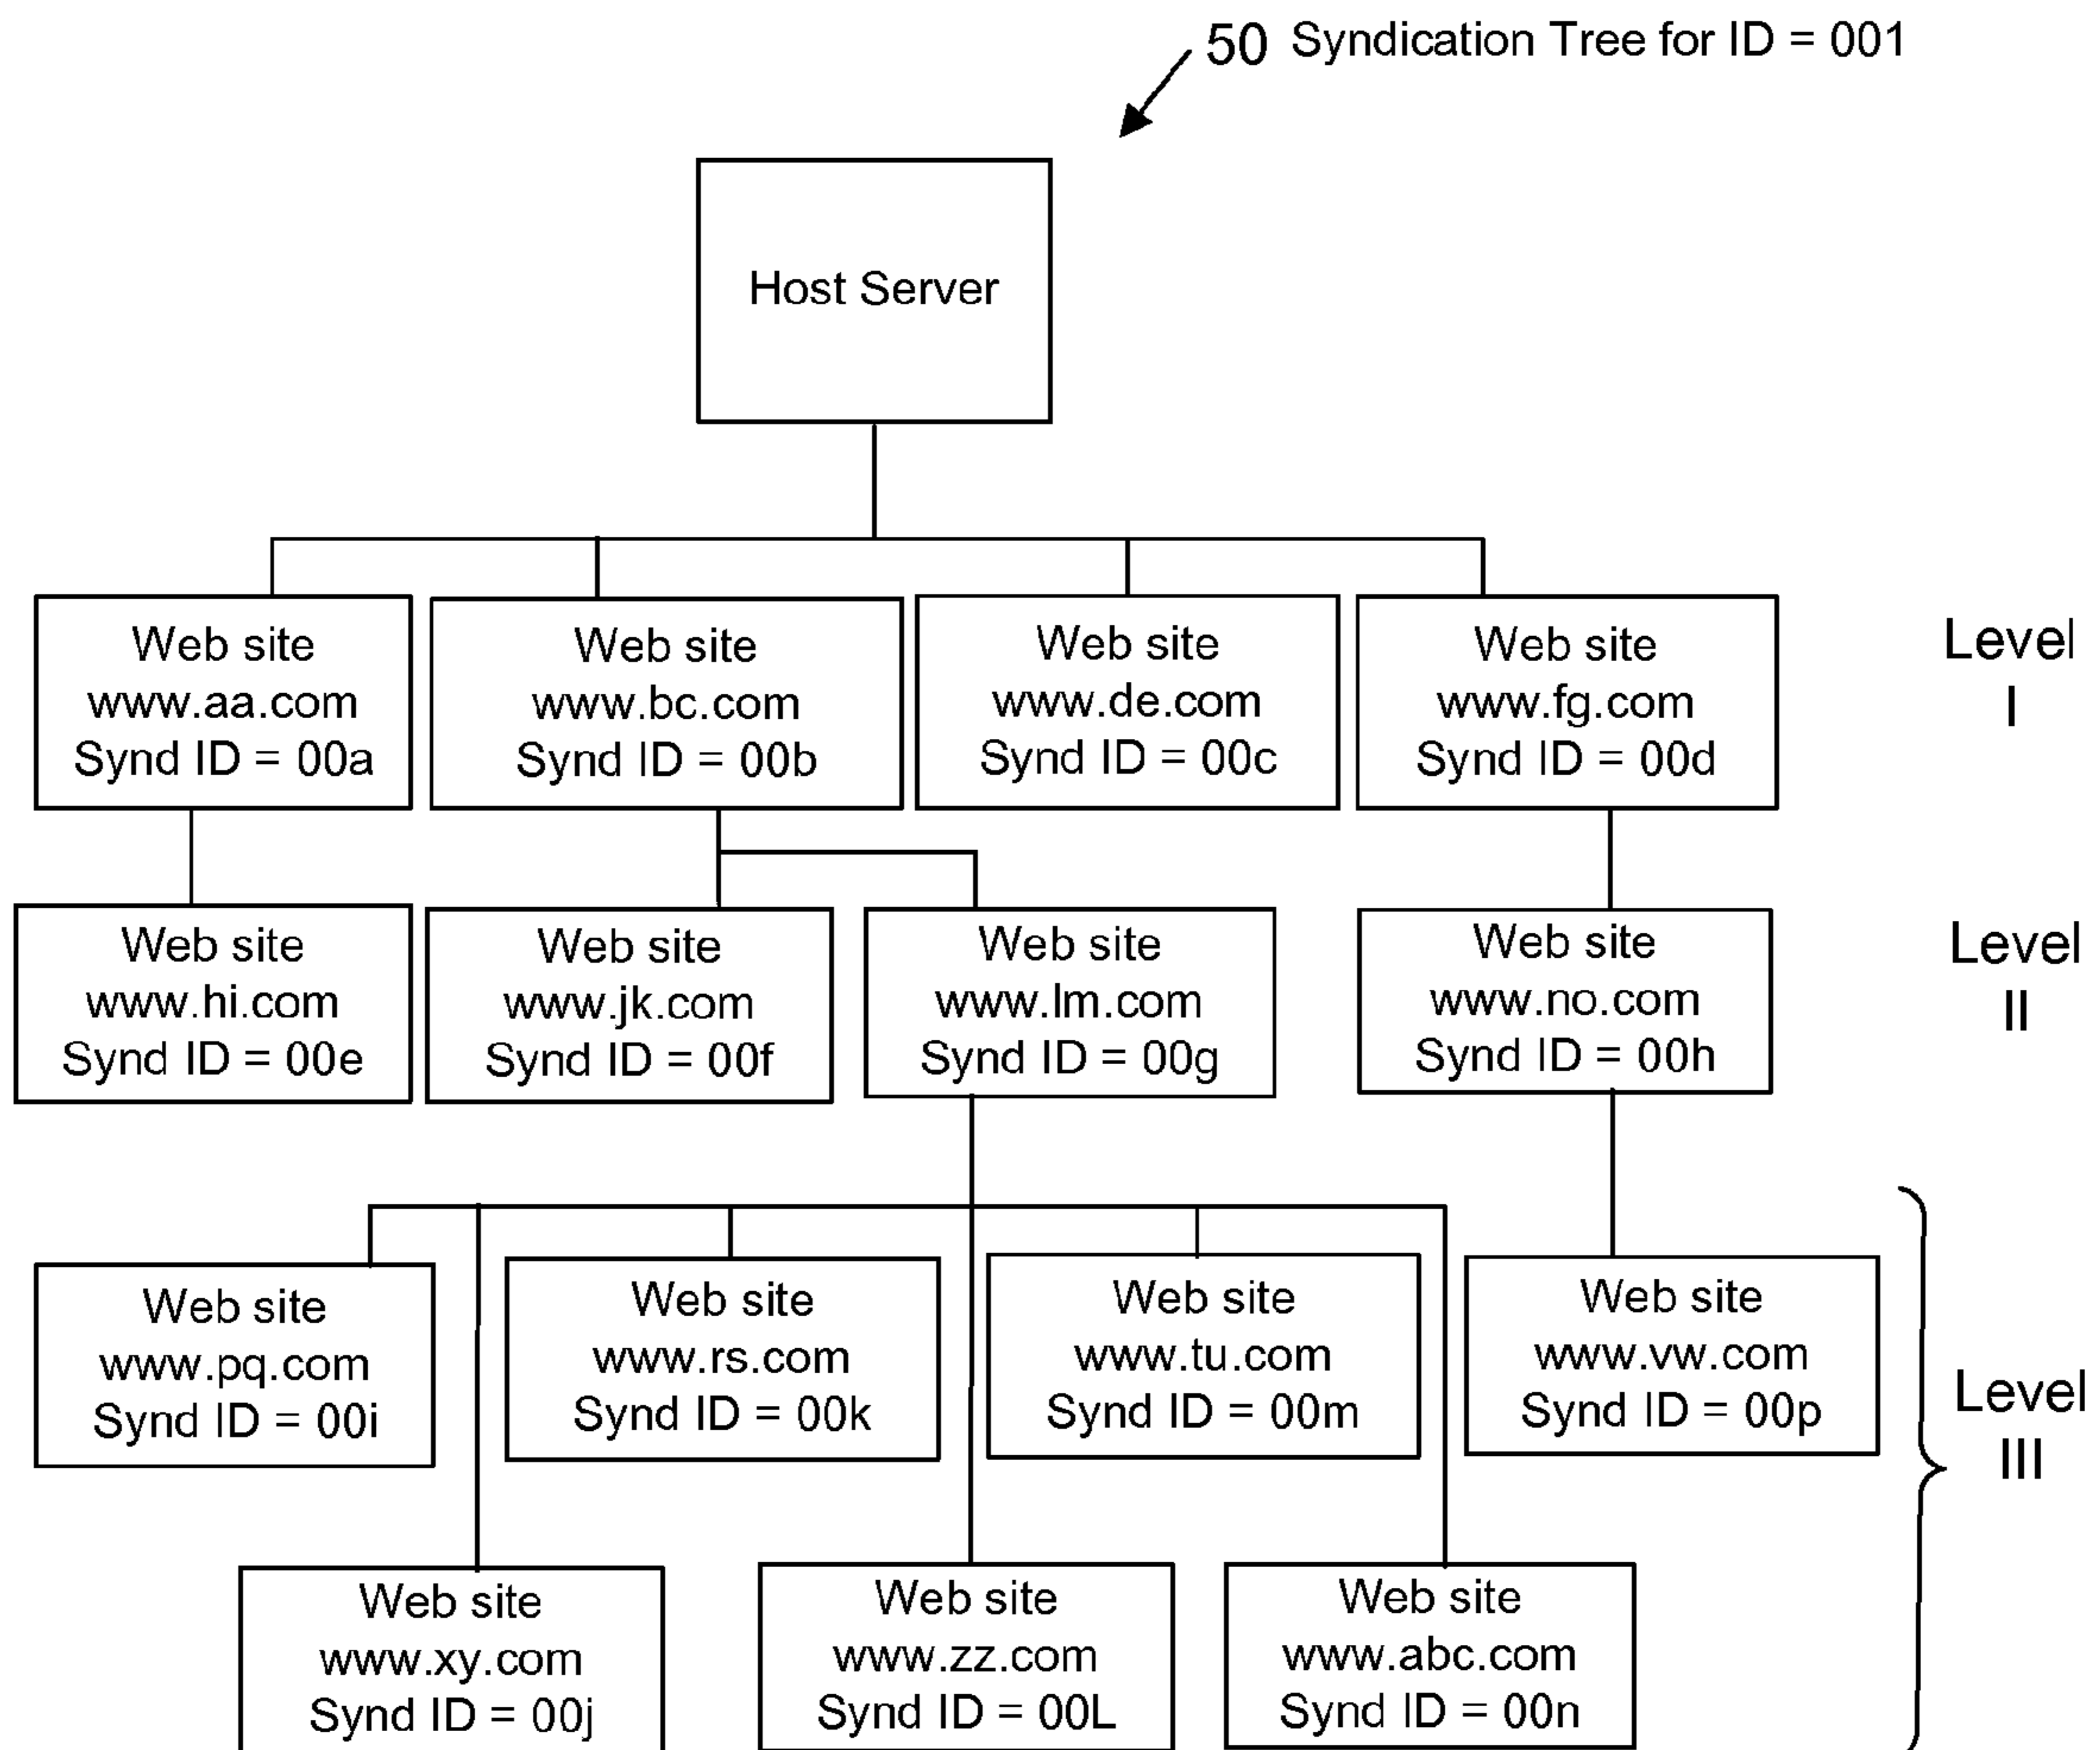 50 Syndication Tree for ID = 001
Host Server
Web site
www.aa.com
Synd ID = 00a
Web site
www.bc.com
Synd ID = 00b
Web site
www.de.com
Synd ID = 00c
Web site
www.fg.com
Synd ID = 00d
Level
I
Web site
www.hi.com
Synd ID = 00e
Web site
www.jk.com
Synd ID = 00f
Web site
www.lm.com
Synd ID = 00g
Web site
www.no.com
Synd ID = 00h
Level
II
Web site
www.pq.com
Synd ID = 00i
Web site
www.rs.com
Synd ID = 00k
Web site
www.tu.com
Synd ID = 00m
Web site
www.vw.com
Synd ID = 00p
Level
III
Web site
www.xy.com
Synd ID = 00j
Web site
www.zz.com
Synd ID = 00L
Web site
www.abc.com
Synd ID = 00n